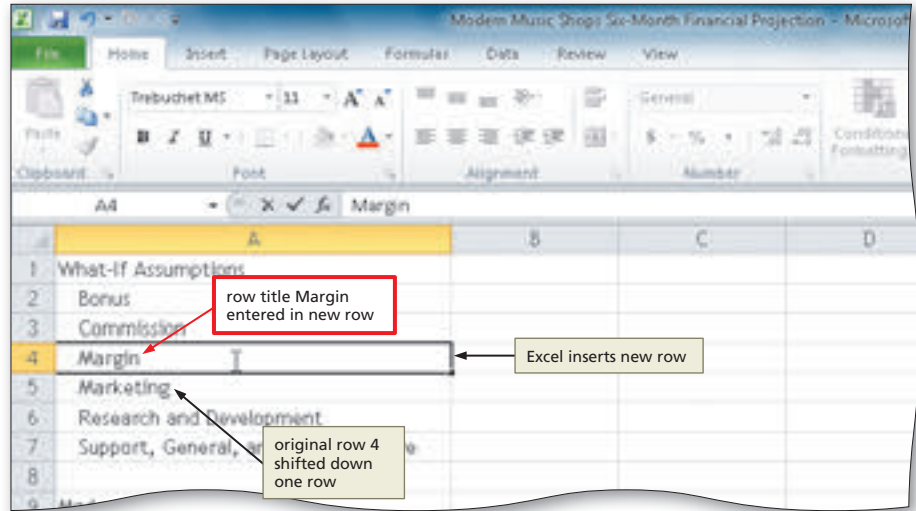 Modern Music Shops Six-Month Financial Projection - Microsoft
File Home Insert Page Layout Formulas Data Review View
Trebuchet MS 11 A A General
Paste B I U A $ % , Conditional
Formatting
Clipboard Font Alignment Number
A4 fx Margin
A B C D
1 What-If Assumptions
2 Bonus
row title Margin
entered in new row
3 Commission
4 Margin
Excel inserts new row
5 Marketing
6 Research and Development
7 Support, General,
original row 4
shifted down
one row
8
9